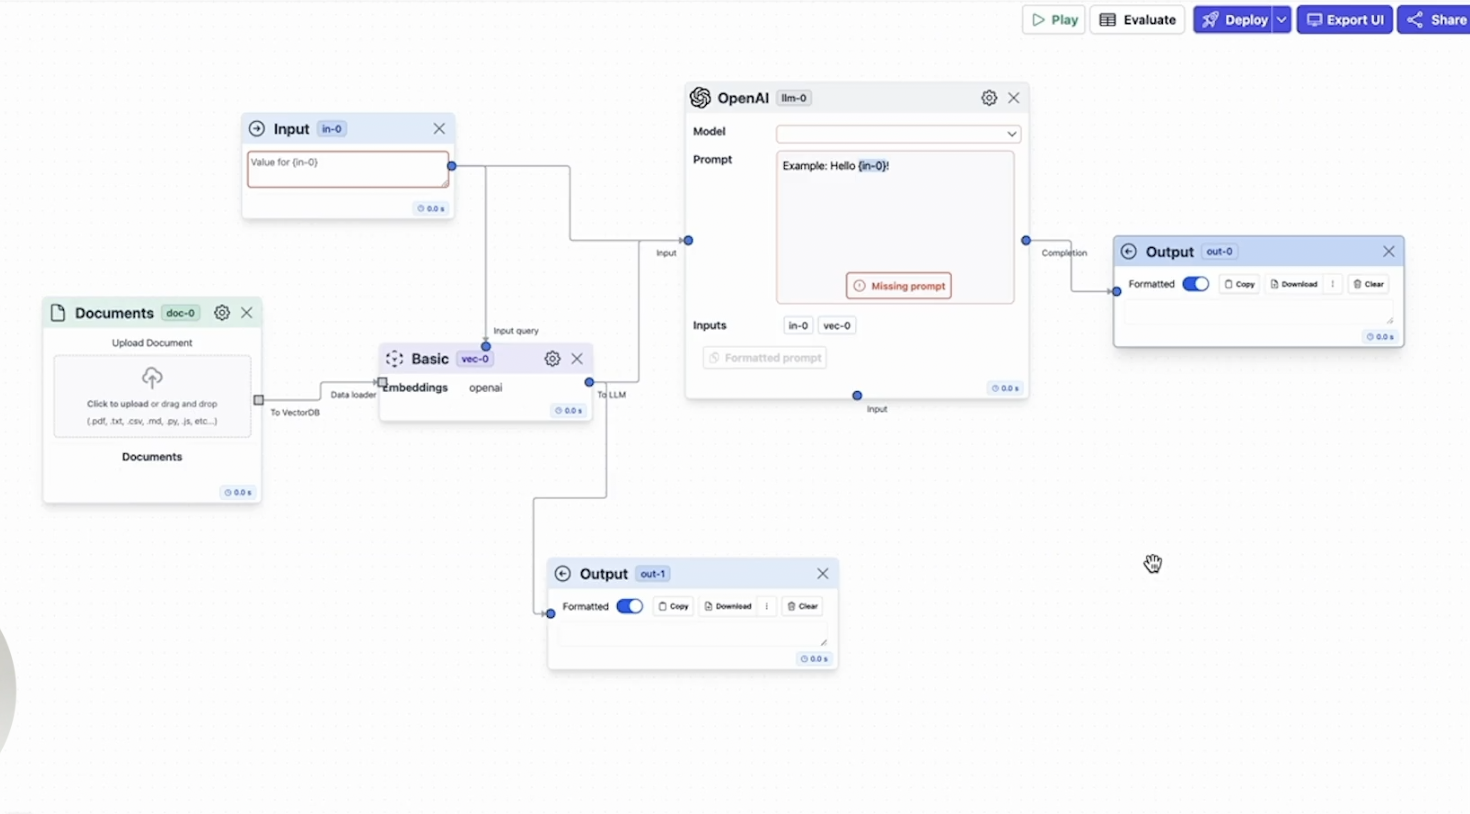 Play
Evaluate
Deploy
Export UI
Share
OpenAI llm-0
Model
Prompt
Example: Hello {in-0}!
Missing prompt
Inputs in-0 vec-0
Formatted prompt
0.0 s
Input
Input
Completion
Input in-0
Value for {in-0}
0.0 s
Output out-0
Formatted Copy Download Clear
0.0 s
Documents doc-0
Upload Document
Click to upload or drag and drop
(.pdf, .txt, .csv, .md, .py, .js, etc...)
Documents
0.0 s
To VectorDB
Data loader
Input query
Basic vec-0
Embeddings openai
0.0 s
To LLM
Output out-1
Formatted Copy Download Clear
0.0 s